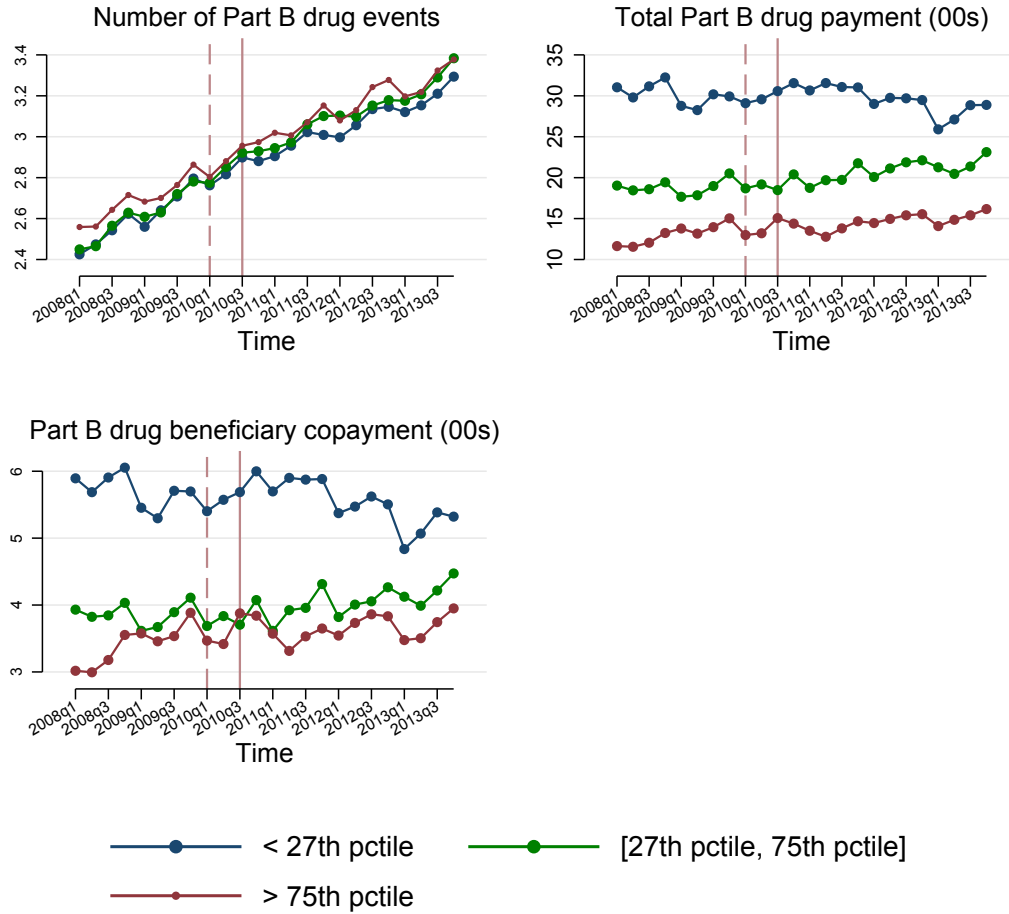 Number of Part B drug events
3.4
3.2
3
2.8
2.6
2.4
2008q1
2008q3
2009q1
2009q3
2010q1
2010q3
2011q1
2011q3
2012q1
2012q3
2013q1
2013q3
Time
Total Part B drug payment (00s)
35
30
25
20
15
10
2008q1
2008q3
2009q1
2009q3
2010q1
2010q3
2011q1
2011q3
2012q1
2012q3
2013q1
2013q3
Time
Part B drug beneficiary copayment (00s)
6
5
4
3
2008q1
2008q3
2009q1
2009q3
2010q1
2010q3
2011q1
2011q3
2012q1
2012q3
2013q1
2013q3
Time
< 27th pctile
[27th pctile, 75th pctile]
> 75th pctile